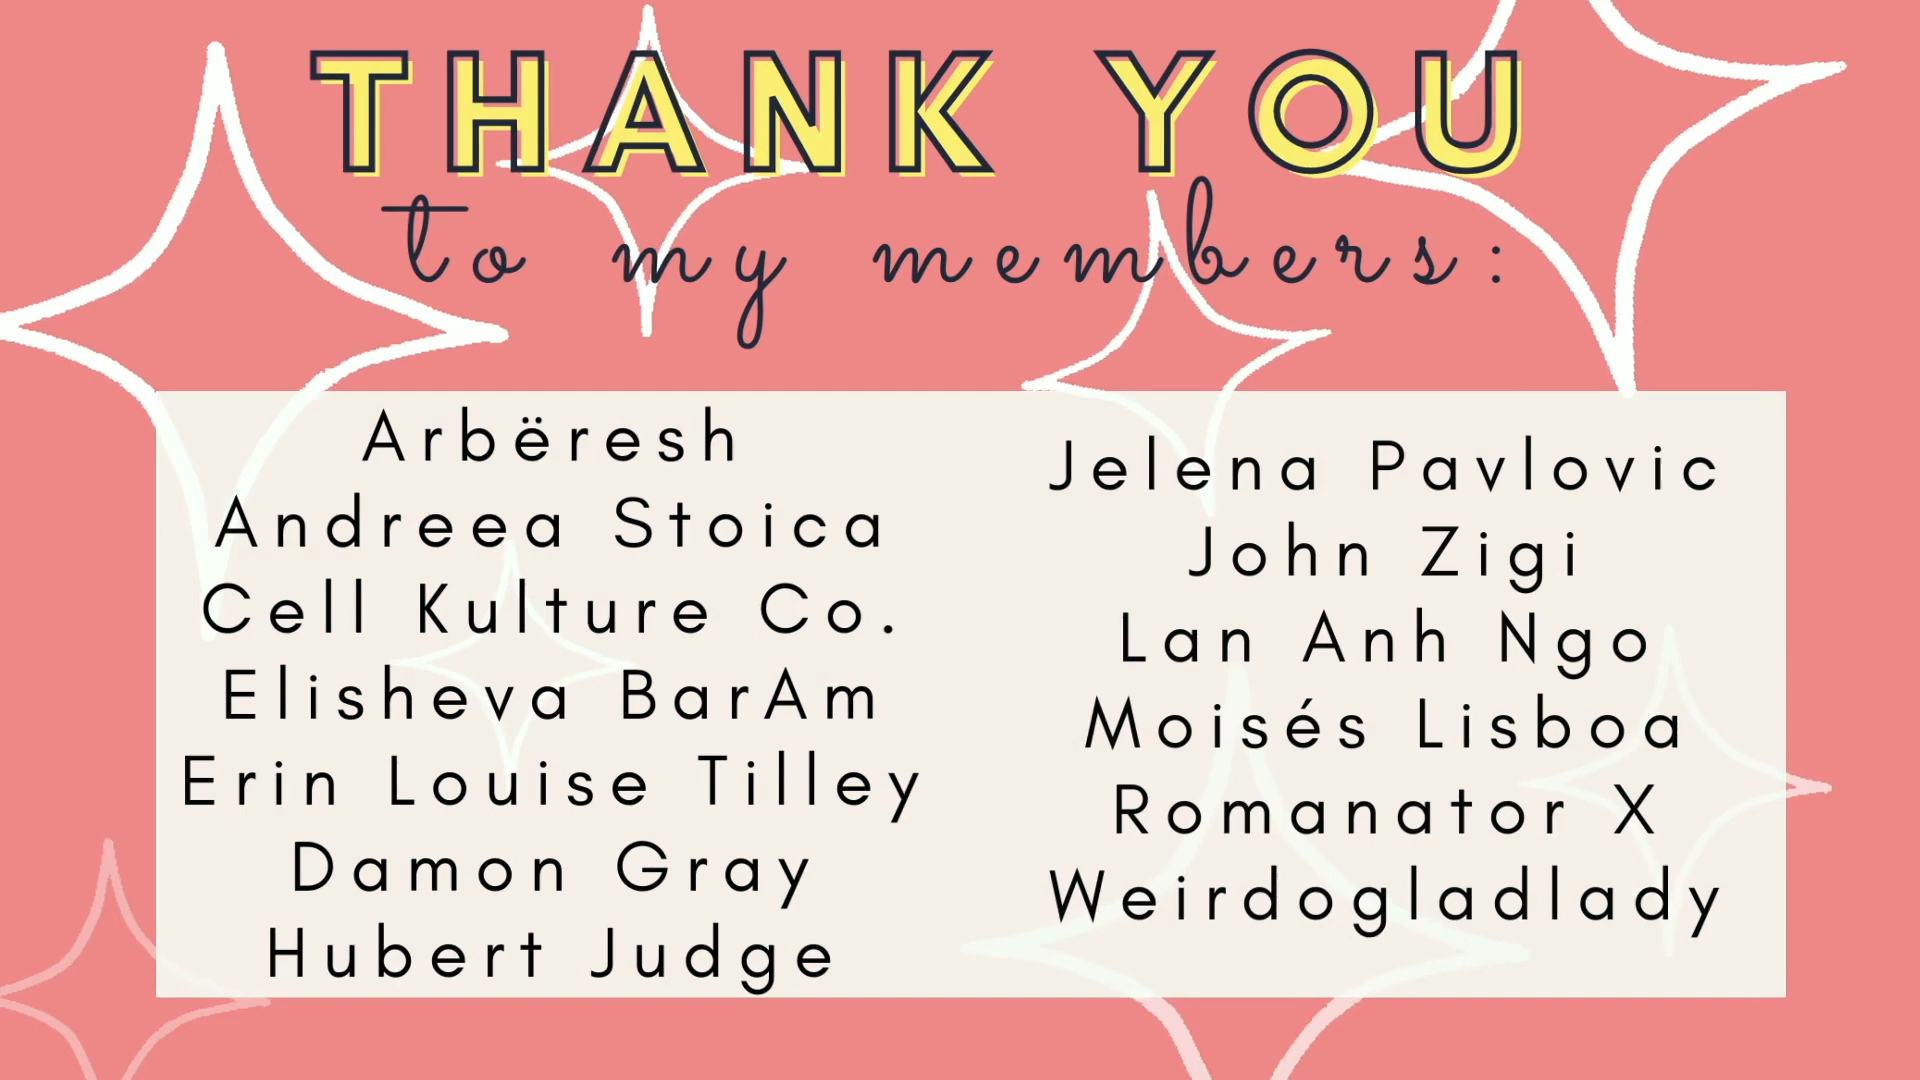 THANK YOU
to my members:
Arbëresh
Andreea Stoica
Cell Kulture Co.
Elisheva BarAm
Erin Louise Tilley
Damon Gray
Hubert Judge
Jelena Pavlovic
John Zigi
Lan Anh Ngo
Moisés Lisboa
Romanator X
Weirdogladlady